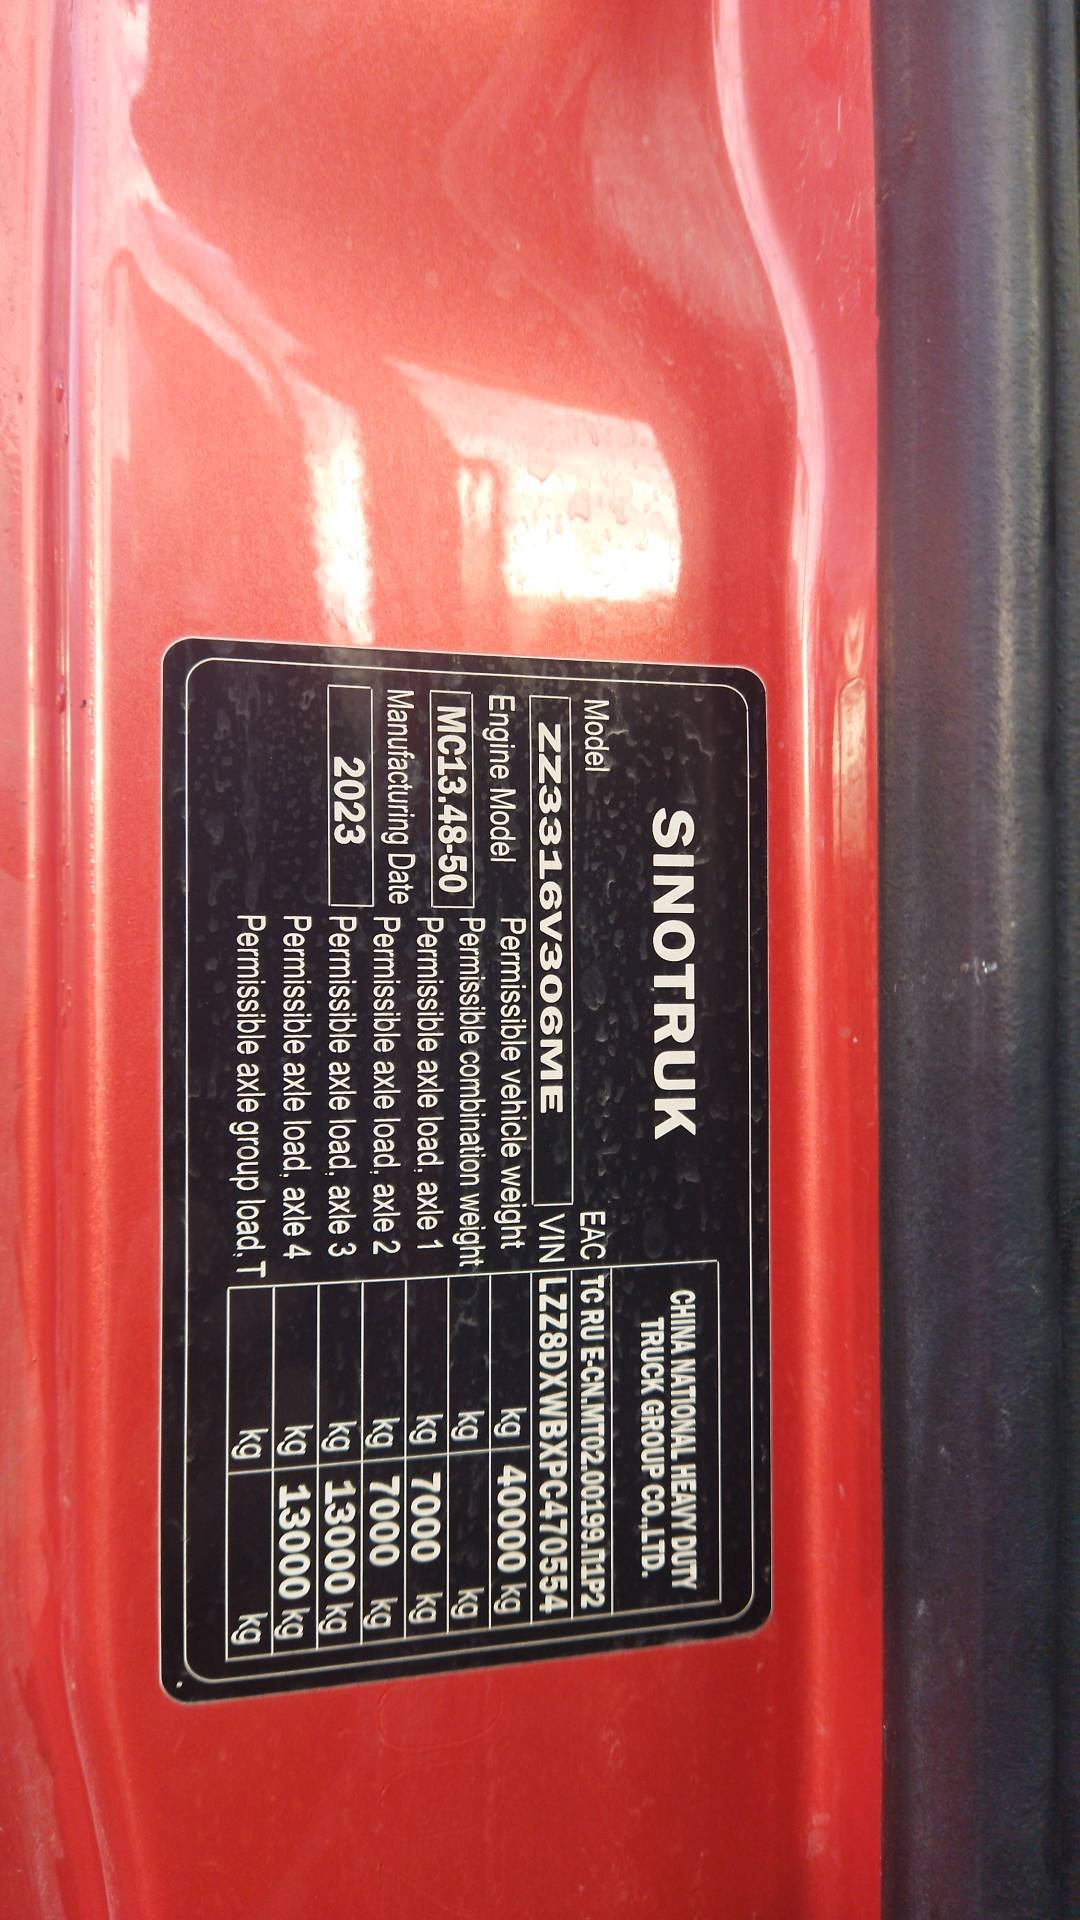 SINOTRUK
CHINA NATIONAL HEAVY DUTY
TRUCK GROUP CO.,LTD.
Model
EAC TC RU E-CN.MT02.00199.П1Р2
ZZ3316V306ME
VIN LZZ8DXWBXPC470554
Engine Model
Permissible vehicle weight kg 40000 kg
MC13.48-50
Permissible combination weight kg kg
Permissible axle load, axle 1 kg 7000 kg
Manufacturing Date
Permissible axle load, axle 2 kg 7000 kg
2023
Permissible axle load, axle 3 kg 13000 kg
Permissible axle load, axle 4 kg 13000 kg
Permissible axle group load, T kg kg